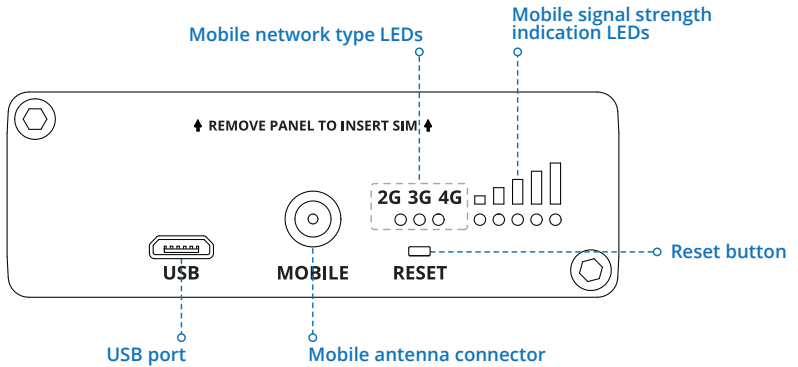 Mobile signal strength
indication LEDs
Mobile network type LEDs
REMOVE PANEL TO INSERT SIM
2G 3G 4G
USB
MOBILE
RESET
Reset button
USB port
Mobile antenna connector